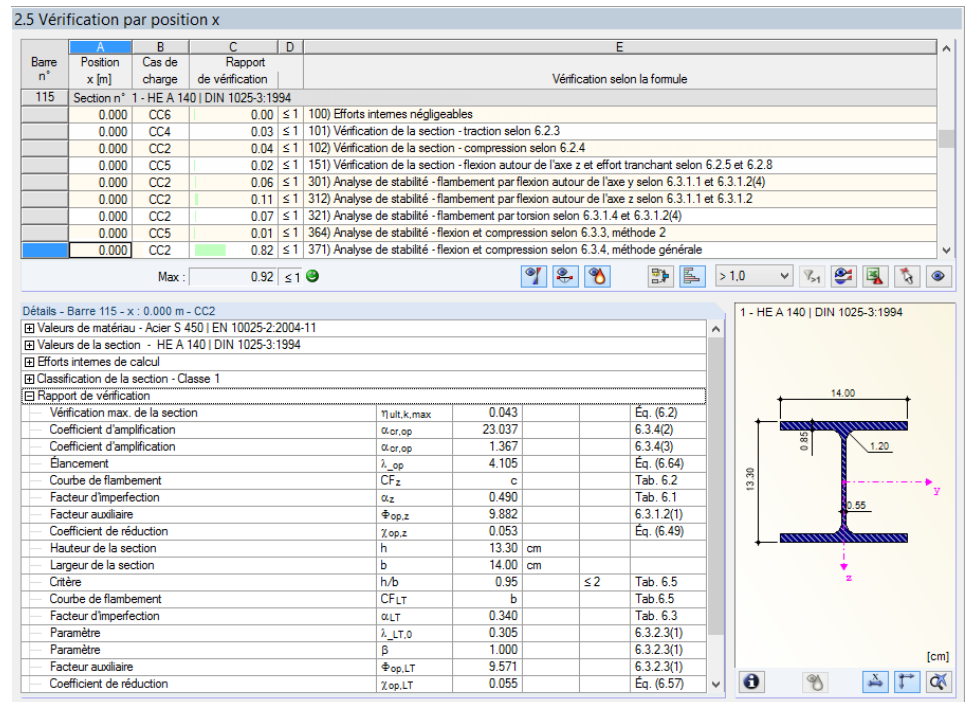 2.5 Vérification par position x
A B C D E
Barre Position Cas de Rapport
n° x [m] charge de vérification Vérification selon la formule
115 Section n° 1 - HE A 140 | DIN 1025-3:1994
0.000 CC6 0.00 ≤ 1 100) Efforts internes négligeables
0.000 CC4 0.03 ≤ 1 101) Vérification de la section - traction selon 6.2.3
0.000 CC2 0.04 ≤ 1 102) Vérification de la section - compression selon 6.2.4
0.000 CC5 0.02 ≤ 1 151) Vérification de la section - flexion autour de l'axe z et effort tranchant selon 6.2.5 et 6.2.8
0.000 CC2 0.06 ≤ 1 301) Analyse de stabilité - flambement par flexion autour de l'axe y selon 6.3.1.1 et 6.3.1.2(4)
0.000 CC2 0.11 ≤ 1 312) Analyse de stabilité - flambement par flexion autour de l'axe z selon 6.3.1.1 et 6.3.1.2
0.000 CC2 0.07 ≤ 1 321) Analyse de stabilité - flambement par torsion selon 6.3.1.4 et 6.3.1.2(4)
0.000 CC5 0.01 ≤ 1 364) Analyse de stabilité - flexion et compression selon 6.3.3, méthode 2
0.000 CC2 0.82 ≤ 1 371) Analyse de stabilité - flexion et compression selon 6.3.4, méthode générale
Max : 0.92 ≤ 1 > 1,0
Détails - Barre 115 - x : 0.000 m - CC2
Valeurs de matériau - Acier S 450 | EN 10025-2:2004-11
Valeurs de la section - HE A 140 | DIN 1025-3:1994
Efforts internes de calcul
Classification de la section - Classe 1
Rapport de vérification
Vérification max. de la section ηult,k,max 0.043 Éq. (6.2)
Coefficient d'amplification αcr,op 23.037 6.3.4(2)
Coefficient d'amplification αcr,op 1.367 6.3.4(3)
Élancement λ_op 4.105 Éq. (6.64)
Courbe de flambement CFz c Tab. 6.2
Facteur d'imperfection αz 0.490 Tab. 6.1
Facteur auxiliaire Φop,z 9.882 6.3.1.2(1)
Coefficient de réduction χop,z 0.053 Éq. (6.49)
Hauteur de la section h 13.30 cm
Largeur de la section b 14.00 cm
Critère h/b 0.95 ≤ 2 Tab. 6.5
Courbe de flambement CFLT b Tab.6.5
Facteur d'imperfection αLT 0.340 Tab. 6.3
Paramètre λ_LT,0 0.305 6.3.2.3(1)
Paramètre β 1.000 6.3.2.3(1)
Facteur auxiliaire Φop,LT 9.571 6.3.2.3(1)
Coefficient de réduction χop,LT 0.055 Éq. (6.57)
1 - HE A 140 | DIN 1025-3:1994
14.00
0.85
1.20
13.30
y
0.55
z
[cm]